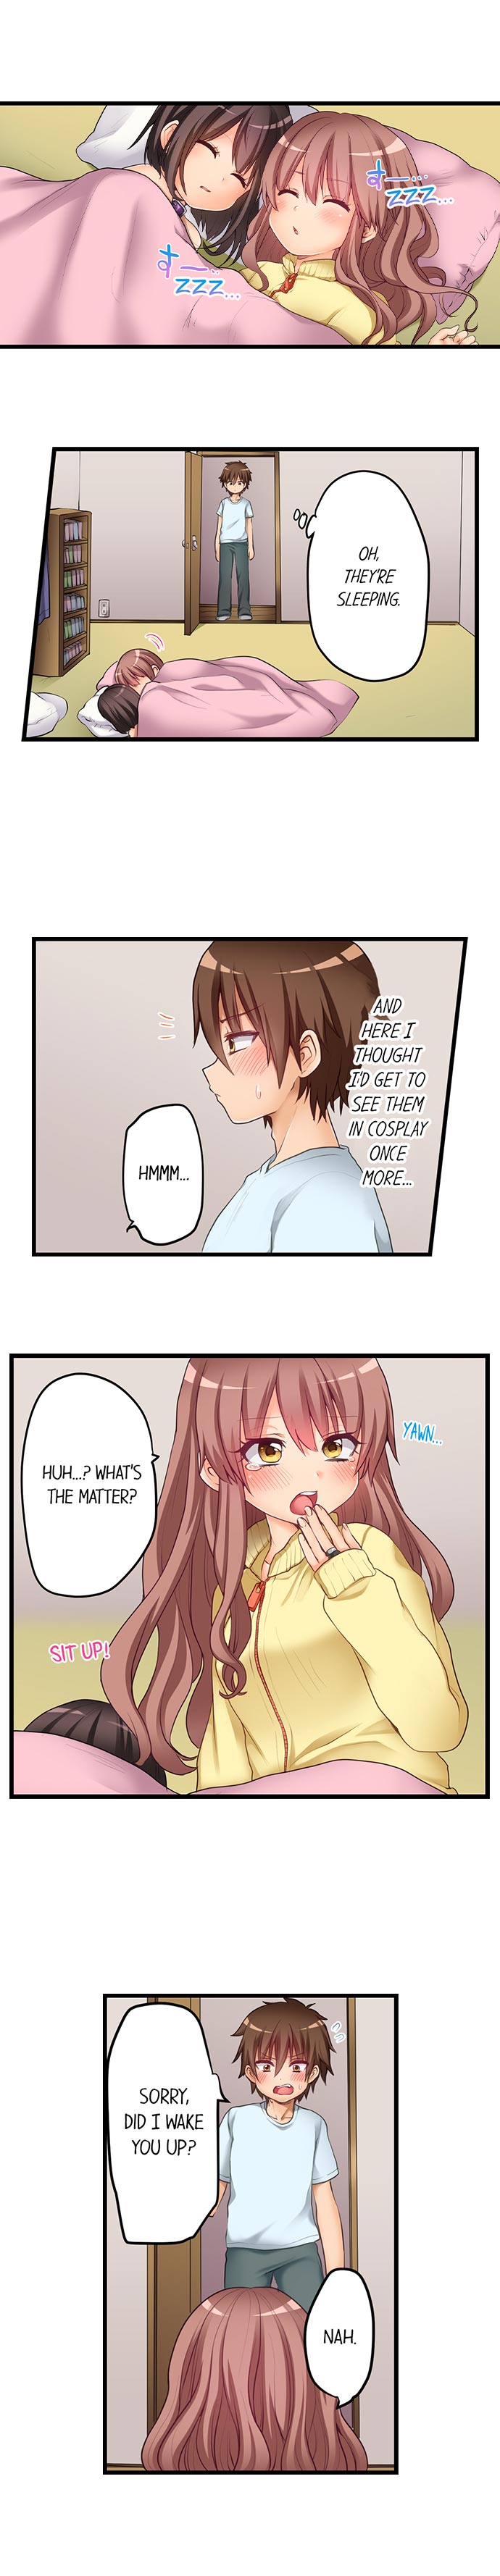 すー…
ZZZ...
すー…
ZZZ...
OH,
THEY'RE
SLEEPING.
AND
HERE I
THOUGHT
I'D GET TO
SEE THEM
IN COSPLAY
ONCE
MORE...
HMMM...
YAWN...
HUH...? WHAT'S
THE MATTER?
SIT UP!
SORRY,
DID I WAKE
YOU UP?
NAH.